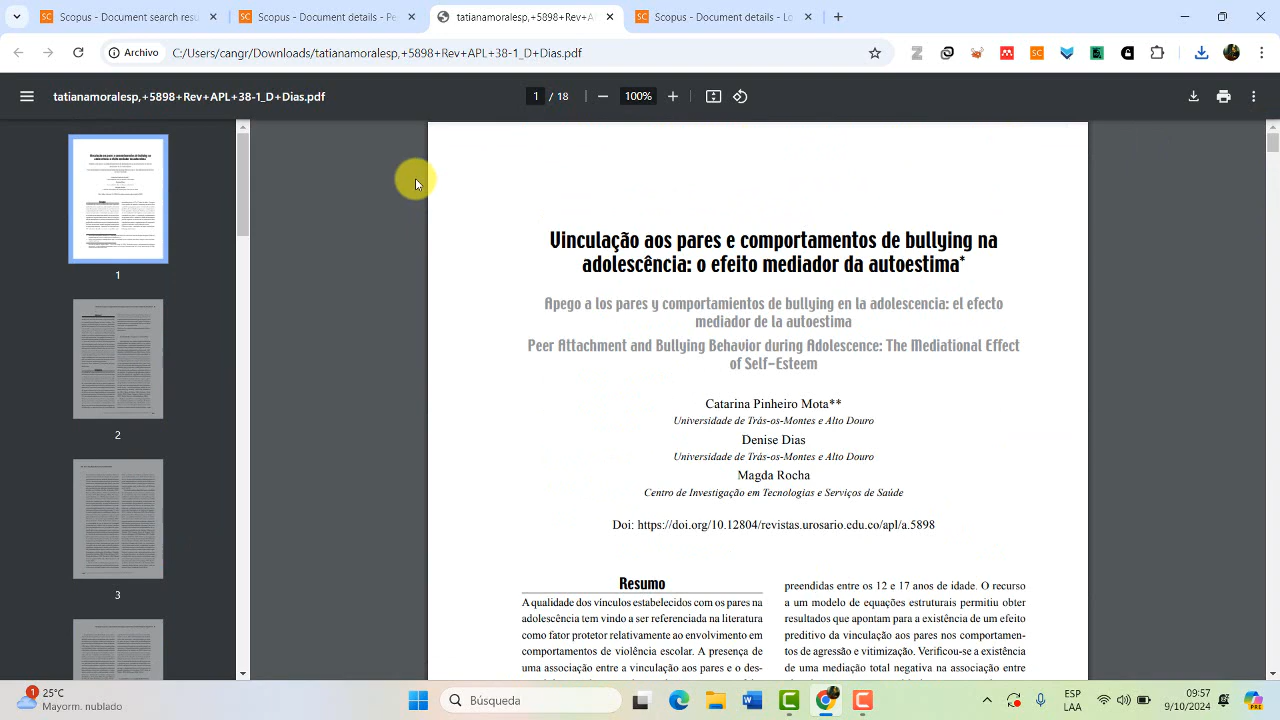 Scopus - Document search resu
Scopus - Document details - Pe
tatianamoralesp,+5898+Rev+A
Scopus - Document details - Lo
Archivo
C:/Users/cangr/Downloads/tatianamoralesp,+5898+Rev+APL+38-1_D+Dias.pdf
tatianamoralesp,+5898+Rev+APL+38-1_D+Dias.pdf
1 / 18
100%
1
2
3
Vinculação aos pares e comportamentos de bullying na
adolescência: o efeito mediador da autoestima*
Apego a los pares y comportamientos de bullying en la adolescencia: el efecto
mediador de la autoestima
Peer Attachment and Bullying Behavior during Adolescence: The Mediational Effect
of Self-Esteem
Catarina Pinheiro Mota**
Universidade de Trás-os-Montes e Alto Douro
Denise Dias
Universidade de Trás-os-Montes e Alto Douro
Magda Rocha
Centro de Investigação em Tecnologias e Serviços de Saúde
Doi: https://doi.org/10.12804/revistas.urosario.edu.co/apl/a.5898
Resumo
A qualidade dos vínculos estabelecidos com os pares na
adolescência tem vindo a ser referenciada na literatura
como fator protetor relativamente ao envolvimento em
comportamentos de violência escolar. A presença de
uma associação entre a vinculação aos pares e o des-
preendidas entre os 12 e 17 anos de idade. O recurso
a um modelo de equações estruturais permitiu obter
resultados que apontam para a existência de um efeito
preditivo da vinculação aos pares nos comportamen-
tos de agressão e vitimização. Verificou-se a existência
de uma mediação total negativa na associação entre
1
25°C
Mayorm. nublado
Búsqueda
ESP
LAA
09:57
9/10/2024